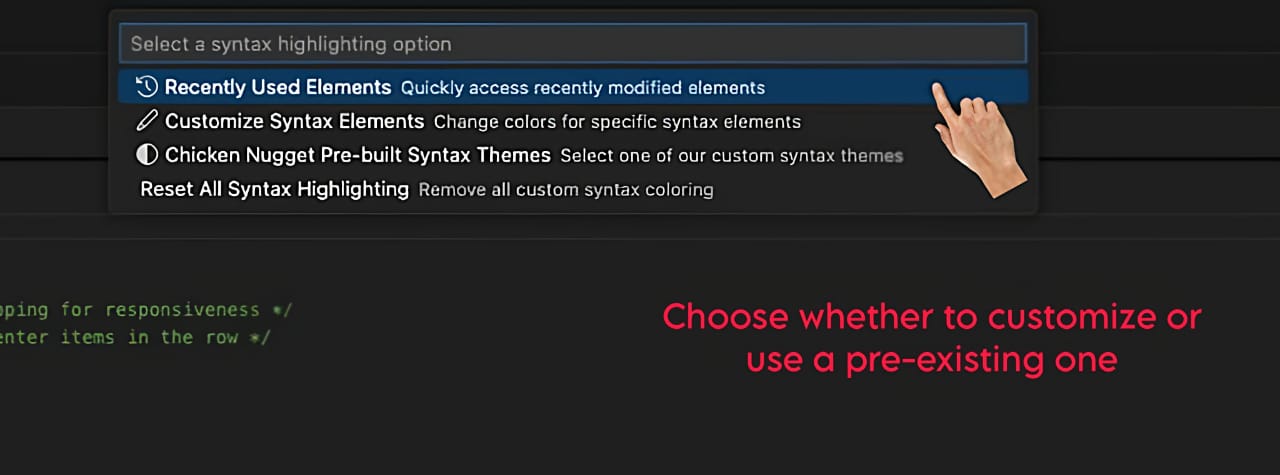 Select a syntax highlighting option
Recently Used Elements Quickly access recently modified elements
Customize Syntax Elements Change colors for specific syntax elements
Chicken Nugget Pre-built Syntax Themes Select one of our custom syntax themes
Reset All Syntax Highlighting Remove all custom syntax coloring
pping for responsiveness */
enter items in the row */
Choose whether to customize or
use a pre-existing one